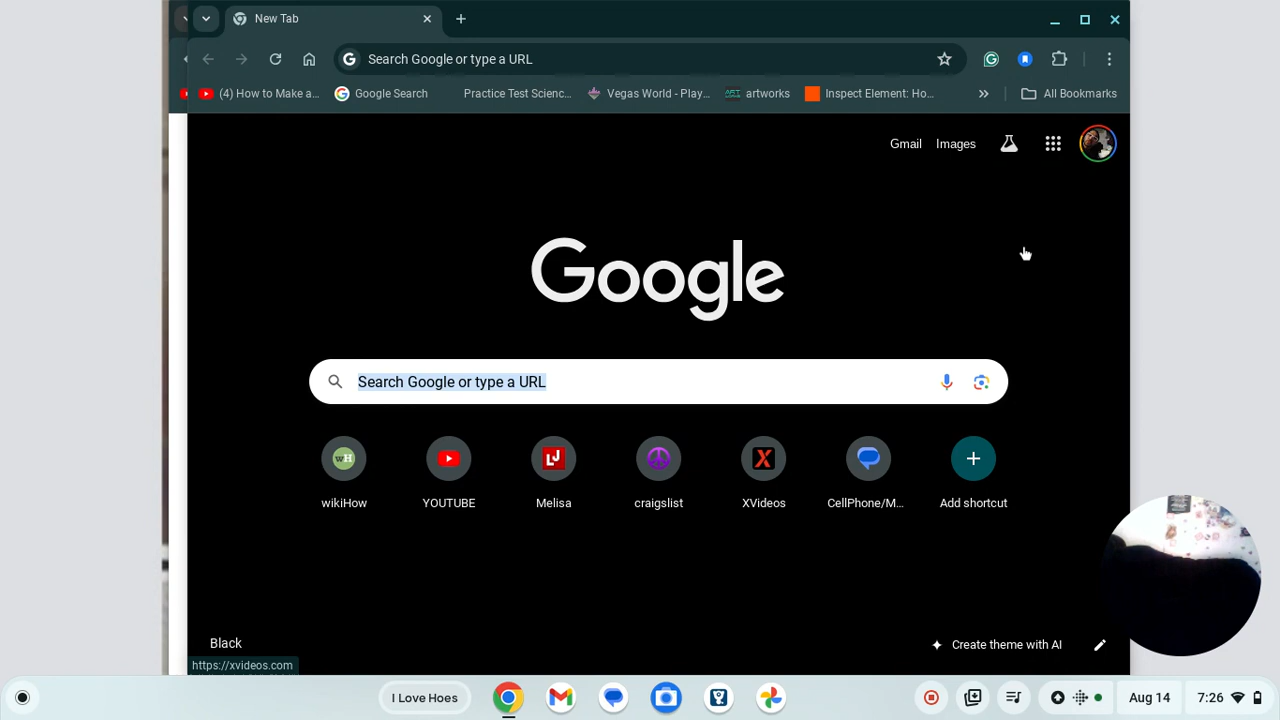 New Tab
Search Google or type a URL
(4) How to Make a...
Google Search
Practice Test Scienc...
Vegas World - Play...
artworks
Inspect Element: Ho...
All Bookmarks
Gmail
Images
Google
Search Google or type a URL
wikiHow
YOUTUBE
Melisa
craigslist
XVideos
CellPhone/M...
Add shortcut
Black
Create theme with AI
https://xvideos.com
I Love Hoes
Aug 14
7:26